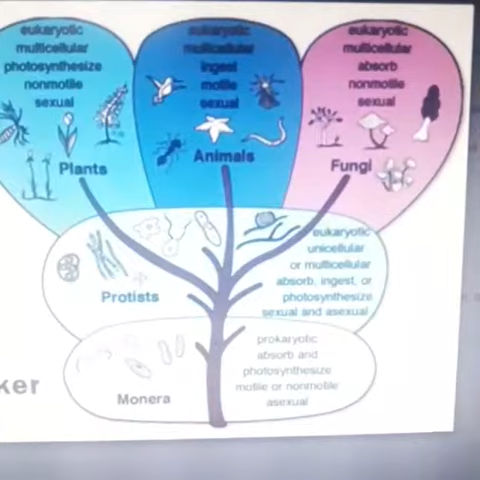 eukaryotic
multicellular
photosynthesize
nonmotile
sexual
Plants
eukaryotic
multicellular
ingest
motile
sexual
Animals
eukaryotic
multicellular
absorb
nonmotile
sexual
Fungi
Protists
eukaryotic
unicellular
or multicellular
absorb, ingest, or
photosynthesize
sexual and asexual
Monera
prokaryotic
absorb and
photosynthesize
motile or nonmotile
asexual
ker